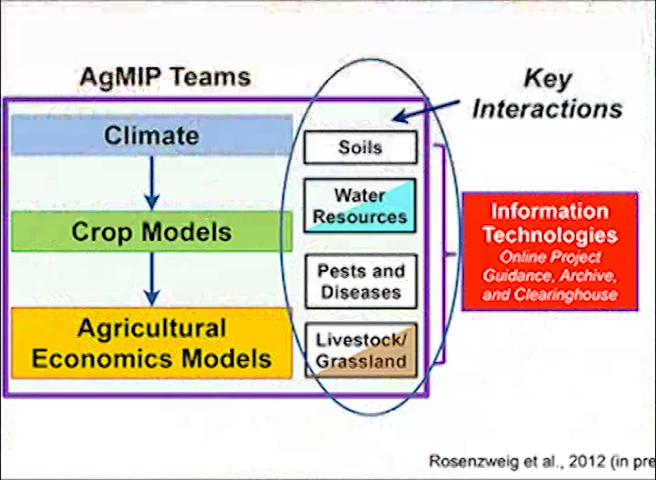 AgMIP Teams
Key
Interactions
Climate
Crop Models
Agricultural
Economics Models
Soils
Water
Resources
Pests and
Diseases
Livestock/
Grassland
Information
Technologies
Online Project
Guidance, Archive,
and Clearinghouse
Rosenzweig et al., 2012 (in pre